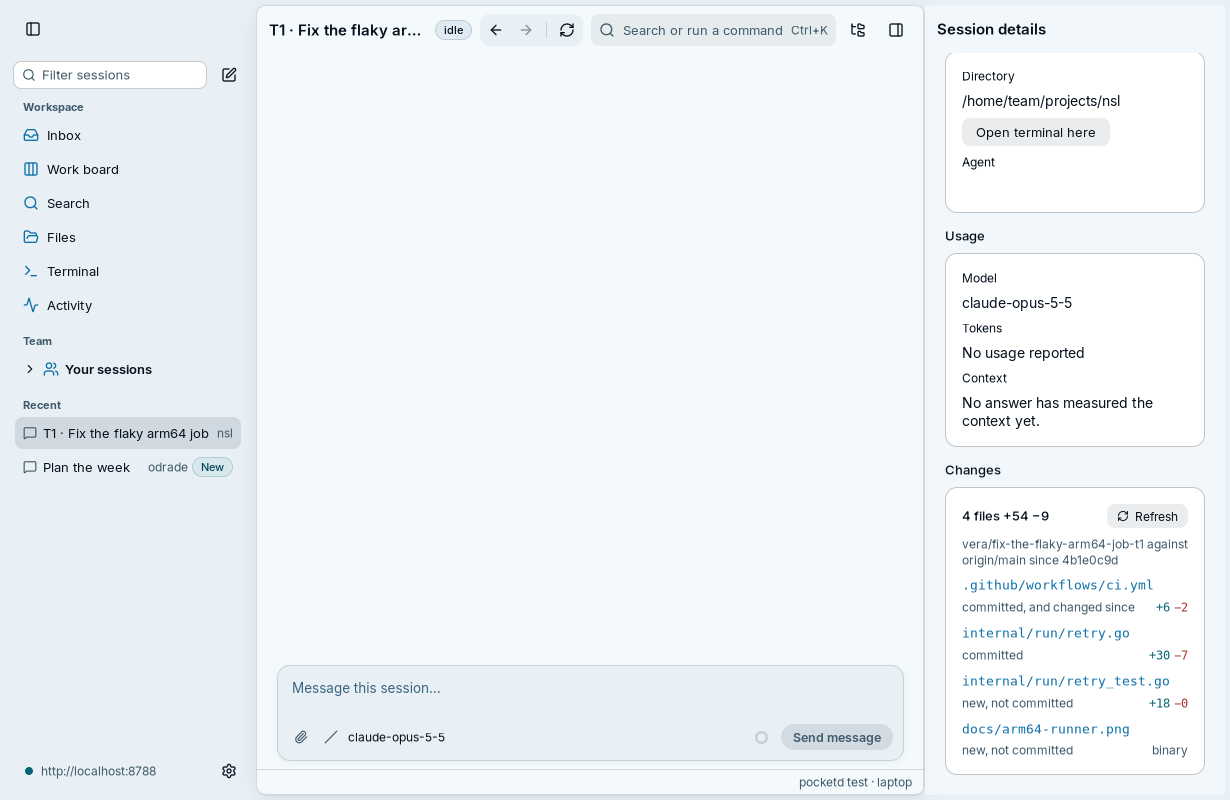 Filter sessions
Workspace
Inbox
Work board
Search
Files
Terminal
Activity
Team
Your sessions
Recent
T1 · Fix the flaky arm64 job nsl
Plan the week odrade New
http://localhost:8788
T1 · Fix the flaky ar… idle
Search or run a command Ctrl+K
Message this session…
claude-opus-5-5
Send message
pocketd test · laptop
Session details
Directory
/home/team/projects/nsl
Open terminal here
Agent
Usage
Model
claude-opus-5-5
Tokens
No usage reported
Context
No answer has measured the
context yet.
Changes
4 files +54 −9 Refresh
vera/fix-the-flaky-arm64-job-t1 against
origin/main since 4b1e0c9d
.github/workflows/ci.yml
committed, and changed since +6 −2
internal/run/retry.go
committed +30 −7
internal/run/retry_test.go
new, not committed +18 −0
docs/arm64-runner.png
new, not committed binary